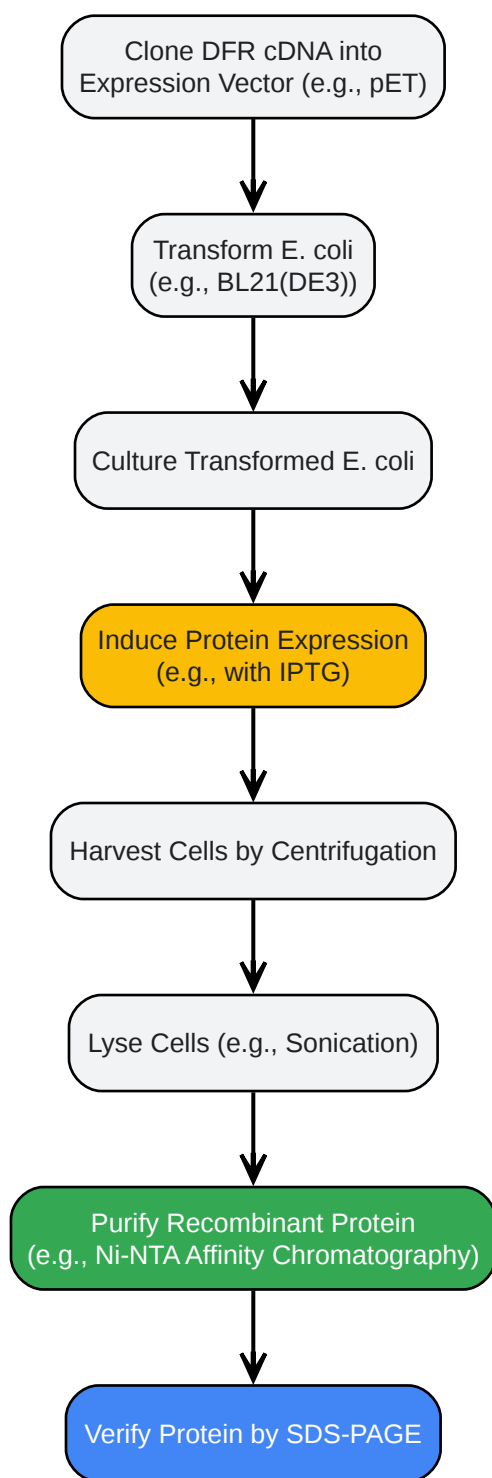 Clone DFR cDNA into
Expression Vector (e.g., pET)
Transform E. coli
(e.g., BL21(DE3))
Culture Transformed E. coli
Induce Protein Expression
(e.g., with IPTG)
Harvest Cells by Centrifugation
Lyse Cells (e.g., Sonication)
Purify Recombinant Protein
(e.g., Ni-NTA Affinity Chromatography)
Verify Protein by SDS-PAGE